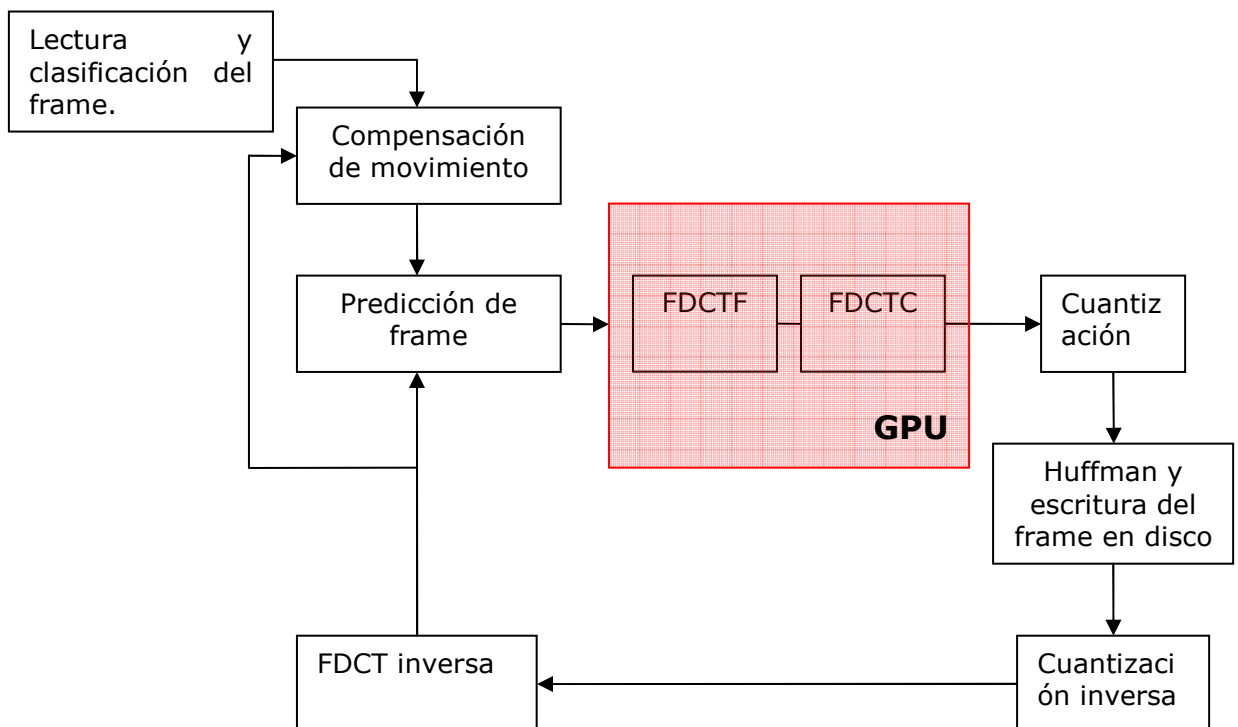 Lectura y
clasificación del
frame.
Compensación
de movimiento
Predicción de
frame
FDCTF
FDCTC
GPU
Cuantiz
ación
Huffman y
escritura del
frame en disco
Cuantizaci
ón inversa
FDCT inversa